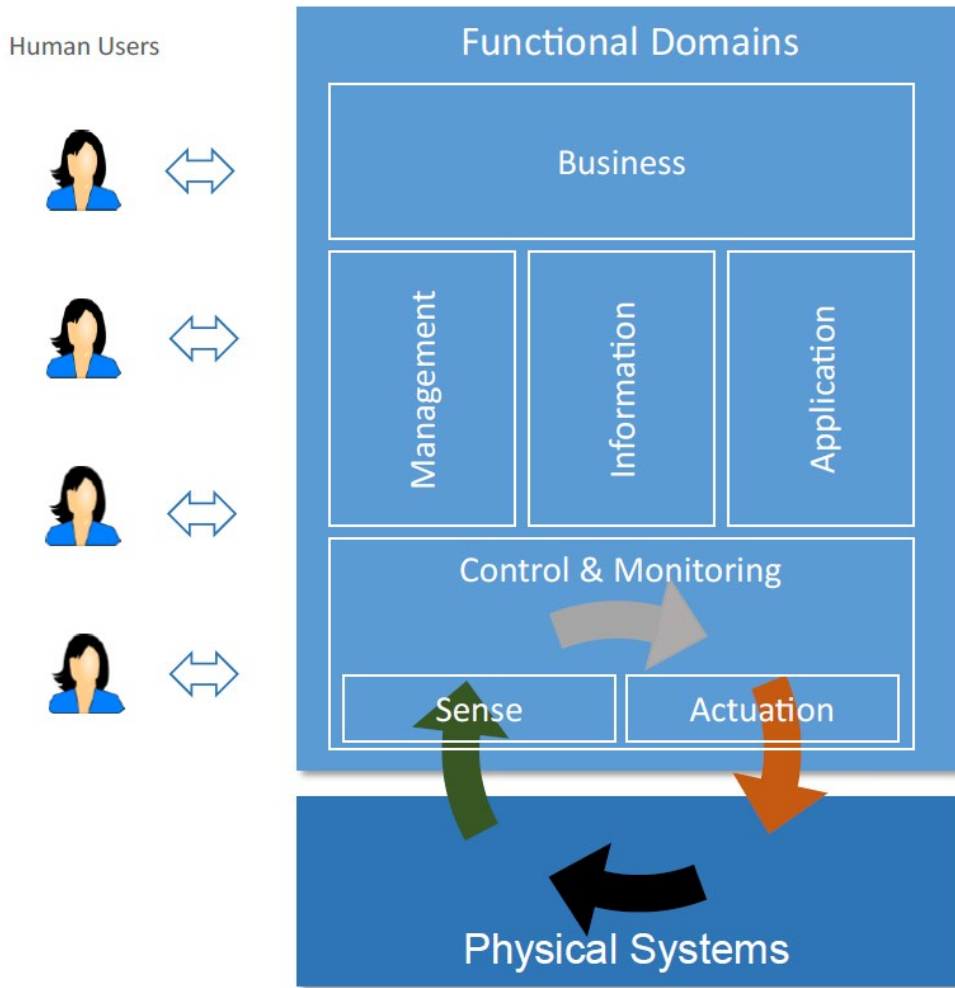 Human Users
Functional Domains
Business
Management
Information
Application
Control & Monitoring
Sense
Actuation
Physical Systems